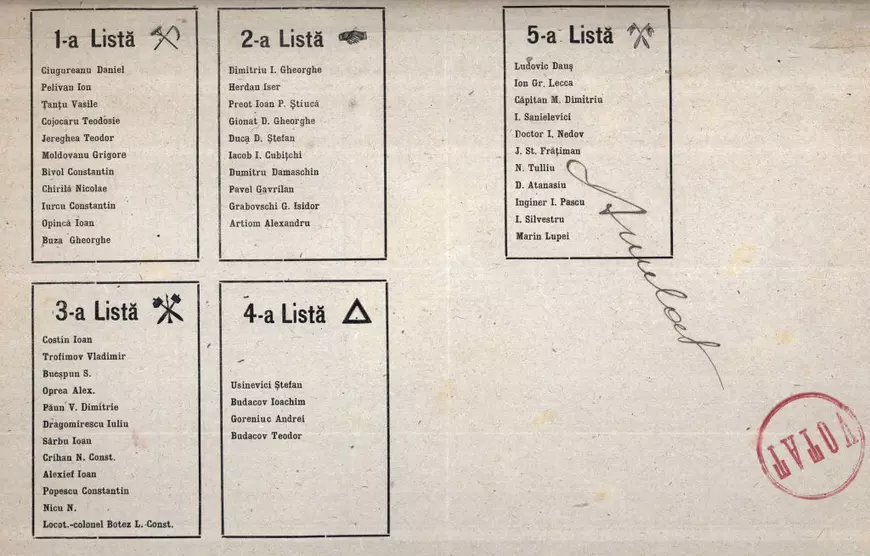 1-a Listă
Ciugureanu Daniel
Pelivan Ion
Țanțu Vasile
Cojocaru Teodosie
Jereghea Teodor
Moldovanu Grigore
Bivol Constantin
Chirilă Nicolae
Iurcu Constantin
Opincă Ioan
Buza Gheorghe
2-a Listă
Dimitriu I. Gheorghe
Herdan Iser
Preot Ioan P. Știucă
Gionat D. Gheorghe
Duca D. Ștefan
Iacob I. Cubițchi
Dumitru Damaschin
Pavel Gavrilan
Grabovschi G. Isidor
Artiom Alexandru
5-a Listă
Ludovic Dauș
Ion Gr. Lecca
Căpitan M. Dimitriu
I. Sanielevici
Doctor I. Nedov
J. St. Frățiman
N. Tulliu
D. Atanasiu
Inginer I. Pascu
I. Silvestru
Marin Lupei
Anulat
3-a Listă
Costin Ioan
Trofimov Vladimir
Bucșpun S.
Oprea Alex.
Păun V. Dimitrie
Dragomirescu Iuliu
Sârbu Ioan
Crihan N. Const.
Alexief Ioan
Popescu Constantin
Nicu N.
Locot.-colonel Botez L. Const.
4-a Listă
Usinevici Ștefan
Budacov Ioachim
Goreniuc Andrei
Budacov Teodor
VOTAT